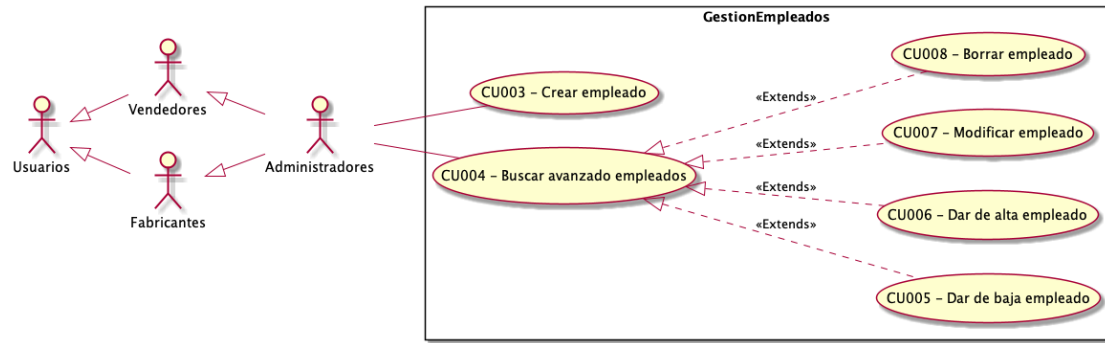 GestionEmpleados
CU008 – Borrar empleado
Vendedores
CU003 – Crear empleado
«Extends»
CU007 – Modificar empleado
«Extends»
Usuarios
Administradores
CU004 – Buscar avanzado empleados
«Extends»
CU006 – Dar de alta empleado
Fabricantes
«Extends»
CU005 – Dar de baja empleado